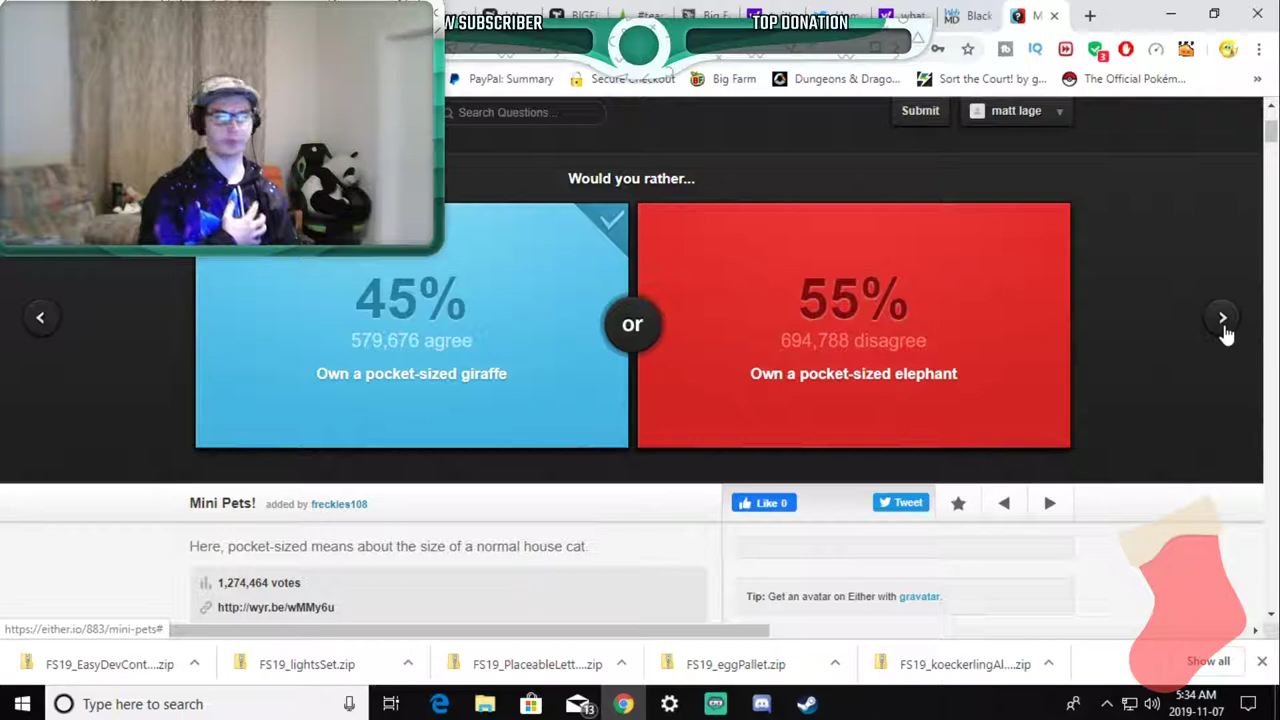 W SUBSCRIBER
TOP DONATION
what
Black
M
PayPal: Summary
Secure Checkout
Big Farm
Dungeons & Drago...
Sort the Court! by g...
The Official Pokém...
Search Questions...
Submit
matt lage
Would you rather...
45%
579,676 agree
Own a pocket-sized giraffe
or
55%
694,788 disagree
Own a pocket-sized elephant
Mini Pets! added by freckles108
Like 0
Tweet
Here, pocket-sized means about the size of a normal house cat.
1,274,464 votes
http://wyr.be/wMMy6u
Tip: Get an avatar on Either with gravatar.
https://either.io/883/mini-pets#
FS19_EasyDevCont....zip
FS19_lightsSet.zip
FS19_PlaceableLett....zip
FS19_eggPallet.zip
FS19_koeckerlingAl....zip
Show all
Type here to search
13
5:34 AM
2019-11-07